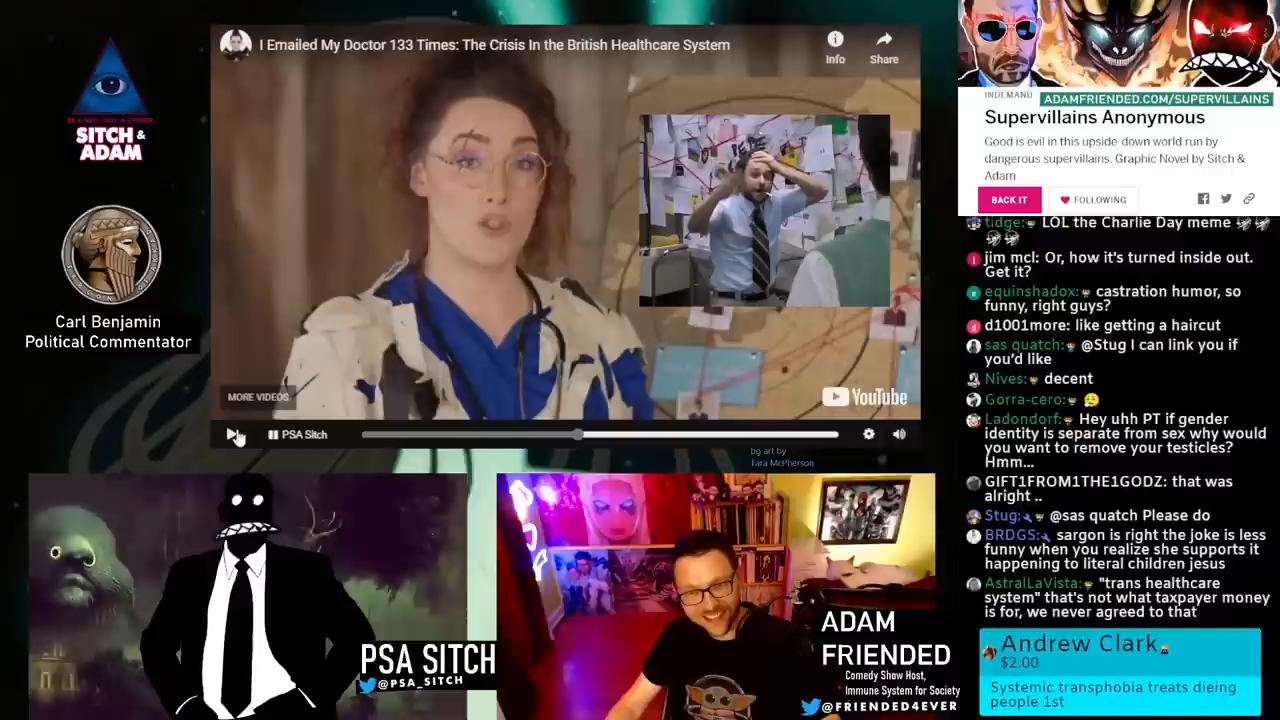 I Emailed My Doctor 133 Times: The Crisis In the British Healthcare System
Info
Share
SITCH &
ADAM
Carl Benjamin
Political Commentator
MORE VIDEOS
YouTube
PSA Sitch
bg art by
Tara McPherson
PSA SITCH
@PSA_SITCH
ADAM
FRIENDED
Comedy Show Host,
Immune System for Society
@FRIENDED4EVER
INDEMAND
ADAMFRIENDED.COM/SUPERVILLAINS
Supervillains Anonymous
Good is evil in this upside-down world run by
dangerous supervillains. Graphic Novel by Sitch &
Adam
BACK IT
FOLLOWING
tidge: LOL the Charlie Day meme
jim mcl: Or, how it's turned inside out.
Get it?
equinshadox: castration humor, so
funny, right guys?
d1001more: like getting a haircut
sas quatch: @Stug I can link you if
you'd like
Nives: decent
Gorra-cero:
Ladondorf: Hey uhh PT if gender
identity is separate from sex why would
you want to remove your testicles?
Hmm...
GIFT1FROM1THE1GODZ: that was
alright ..
Stug: @sas quatch Please do
BRDGS: sargon is right the joke is less
funny when you realize she supports it
happening to literal children jesus
AstralLaVista: "trans healthcare
system" that's not what taxpayer money
is for, we never agreed to that
Andrew Clark
$2.00
Systemic transphobia treats dieing
people 1st